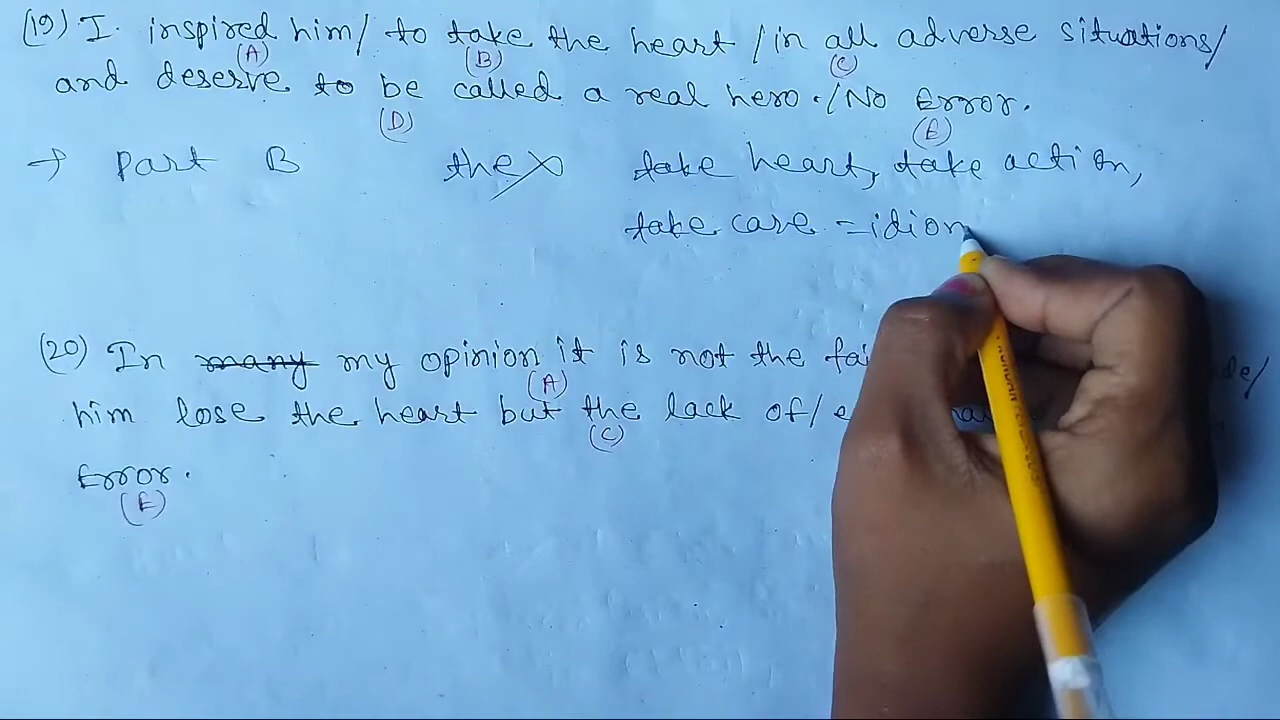 (19) I inspired him/ to take the heart /in all adverse situations/
(A) (B) (C)
and deserve to be called a real hero./No Error.
(D) (E)
→ Part B the take heart, take action,
take care = idiom
(20) In many my opinion it is not the
(A)
him lose the heart but the lack of/
(C)
Error.
(E)